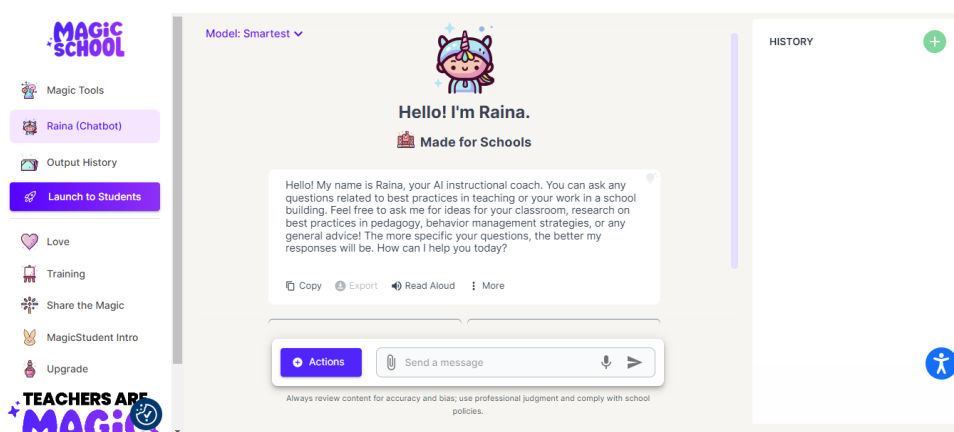 MAGIC
SCHOOL
Magic Tools
Raina (Chatbot)
Output History
Launch to Students
Love
Training
Share the Magic
MagicStudent Intro
Upgrade
TEACHERS ARE
MAGIC
Model: Smartest
Hello! I'm Raina.
Made for Schools
Hello! My name is Raina, your AI instructional coach. You can ask any
questions related to best practices in teaching or your work in a school
building. Feel free to ask me for ideas for your classroom, research on
best practices in pedagogy, behavior management strategies, or any
general advice! The more specific your questions, the better my
responses will be. How can I help you today?
Copy Export Read Aloud More
Actions Send a message
Always review content for accuracy and bias; use professional judgment and comply with school
policies.
HISTORY